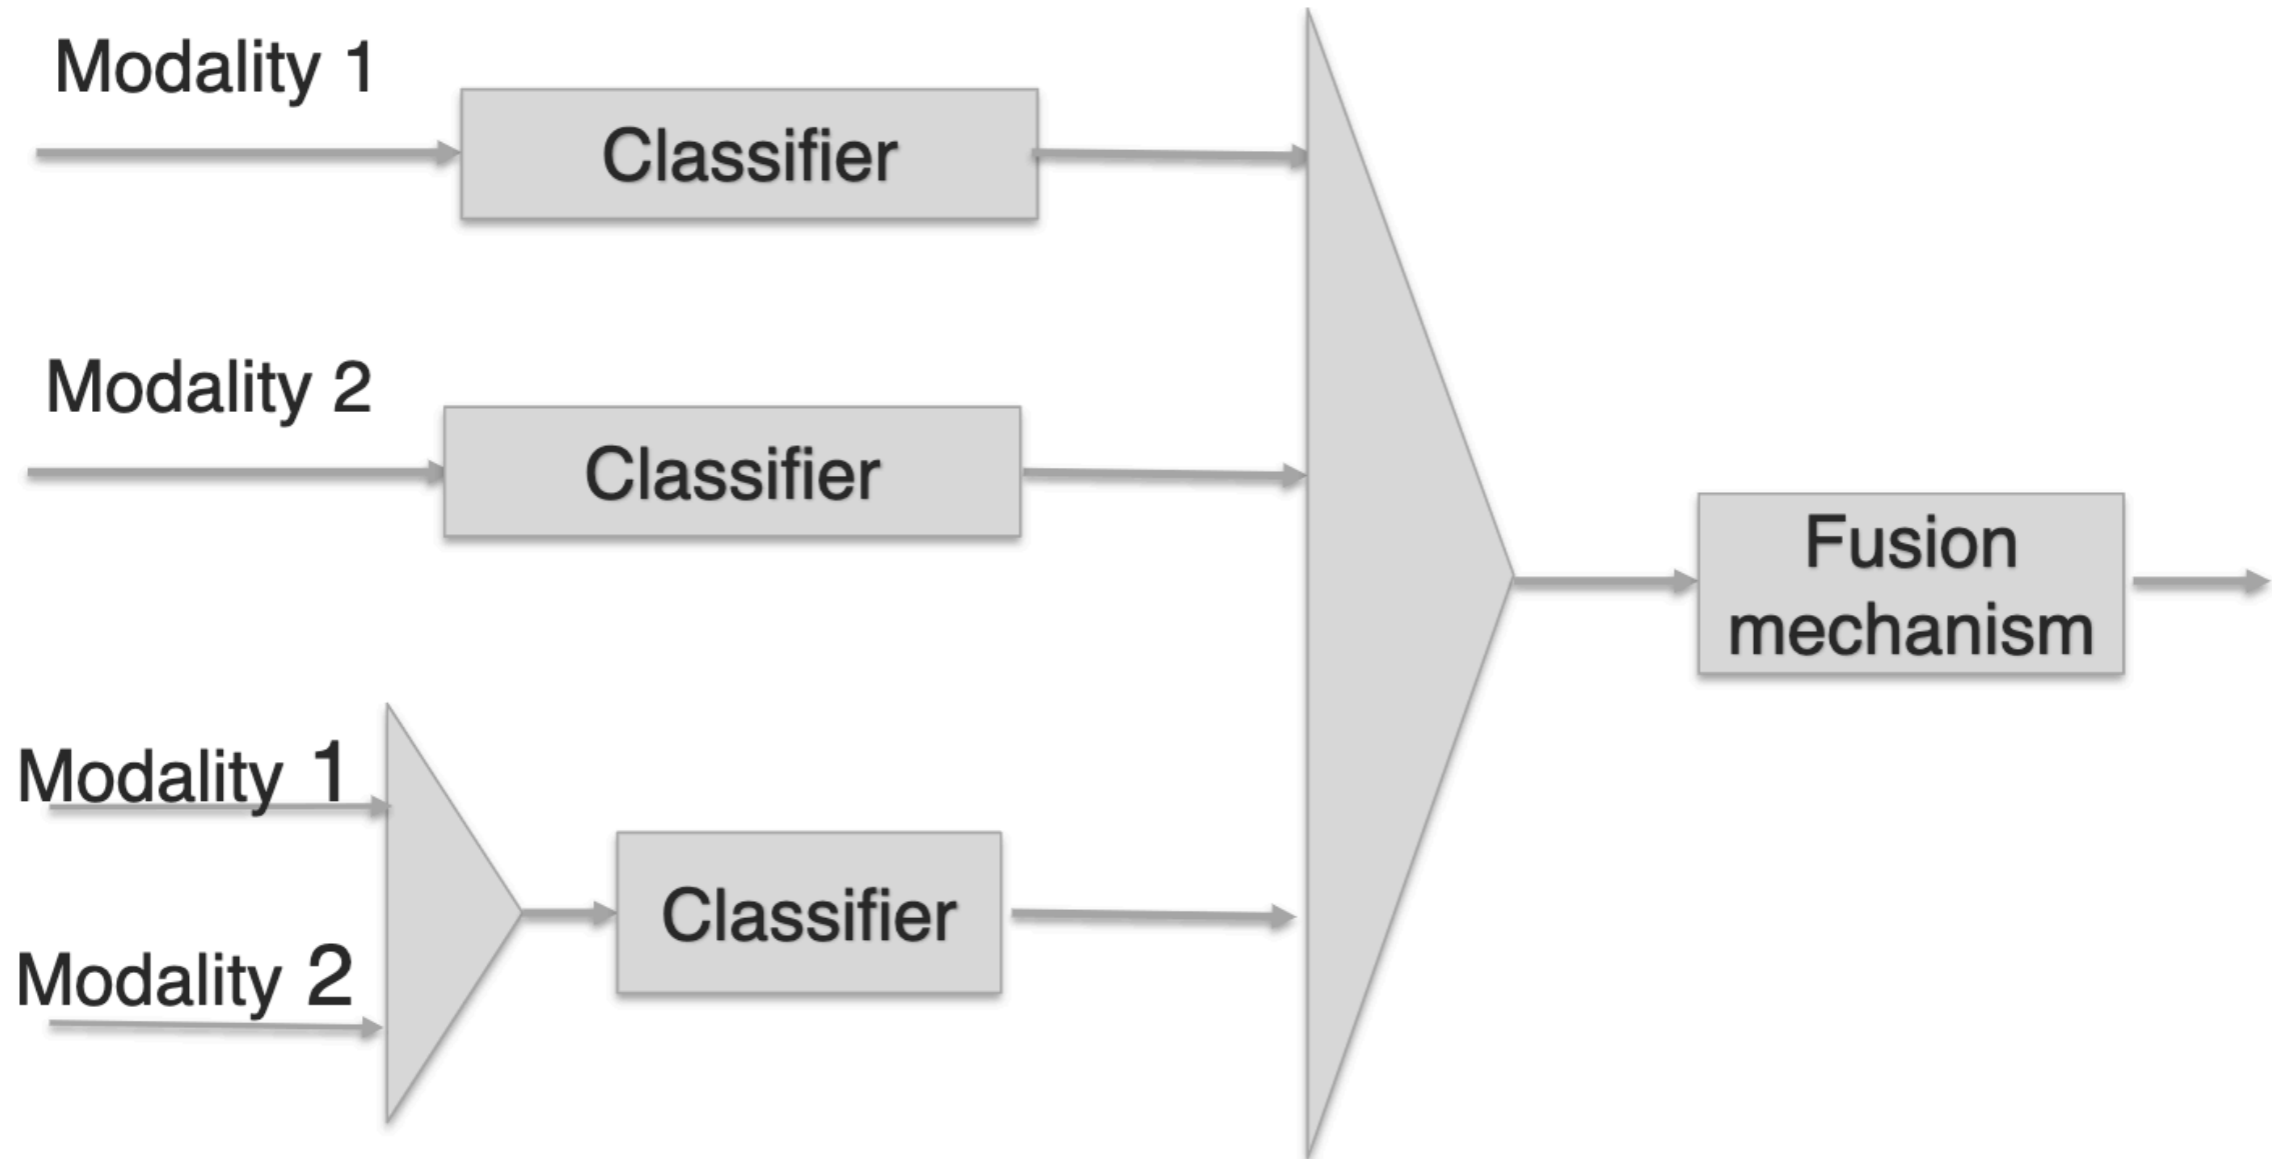 Modality 1
Classifier
Modality 2
Classifier
Fusion
mechanism
Modality 1
Classifier
Modality 2